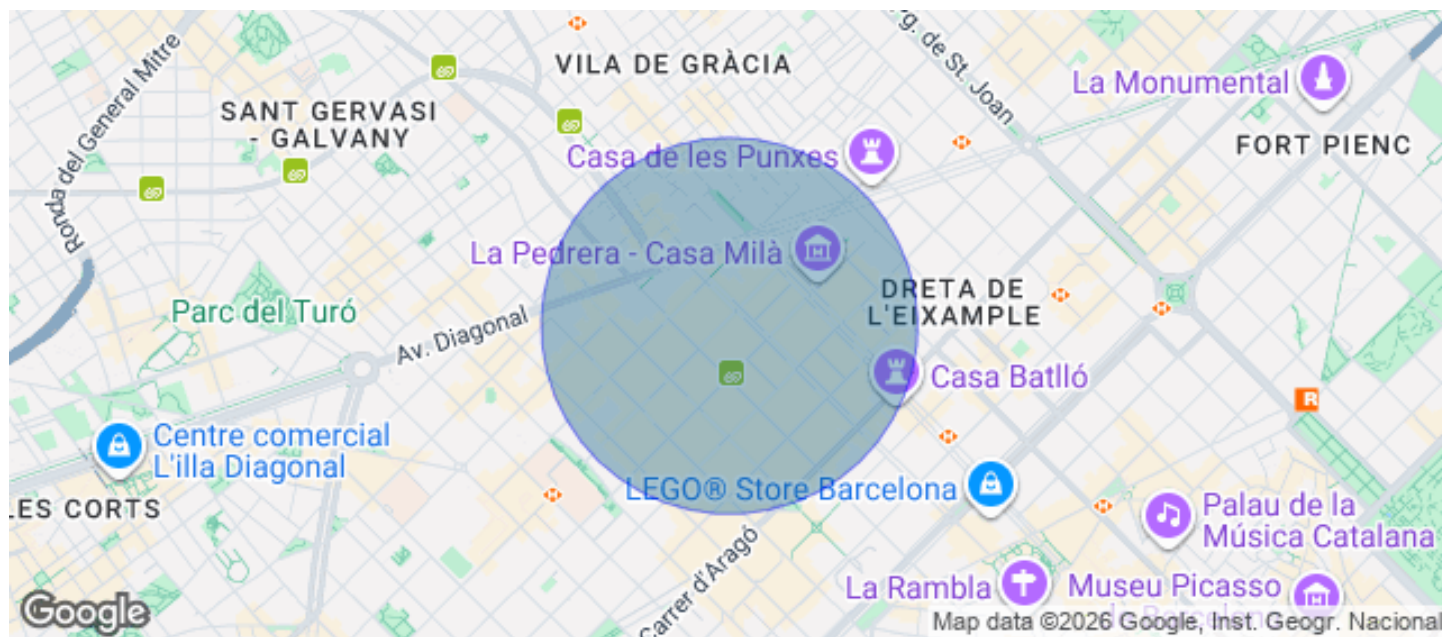 Ronda del General Mitre
SANT GERVASI
- GALVANY
VILA DE GRÀCIA
Pg. de St. Joan
La Monumental
FORT PIENC
Casa de les Punxes
La Pedrera - Casa Milà
DRETA DE
L'EIXAMPLE
Parc del Turó
Av. Diagonal
Casa Batlló
R
Centre comercial
L'illa Diagonal
LES CORTS
LEGO® Store Barcelona
Palau de la
Música Catalana
Carrer d'Aragó
La Rambla
Museu Picasso
Google
Map data ©2026 Google, Inst. Geogr. Nacional